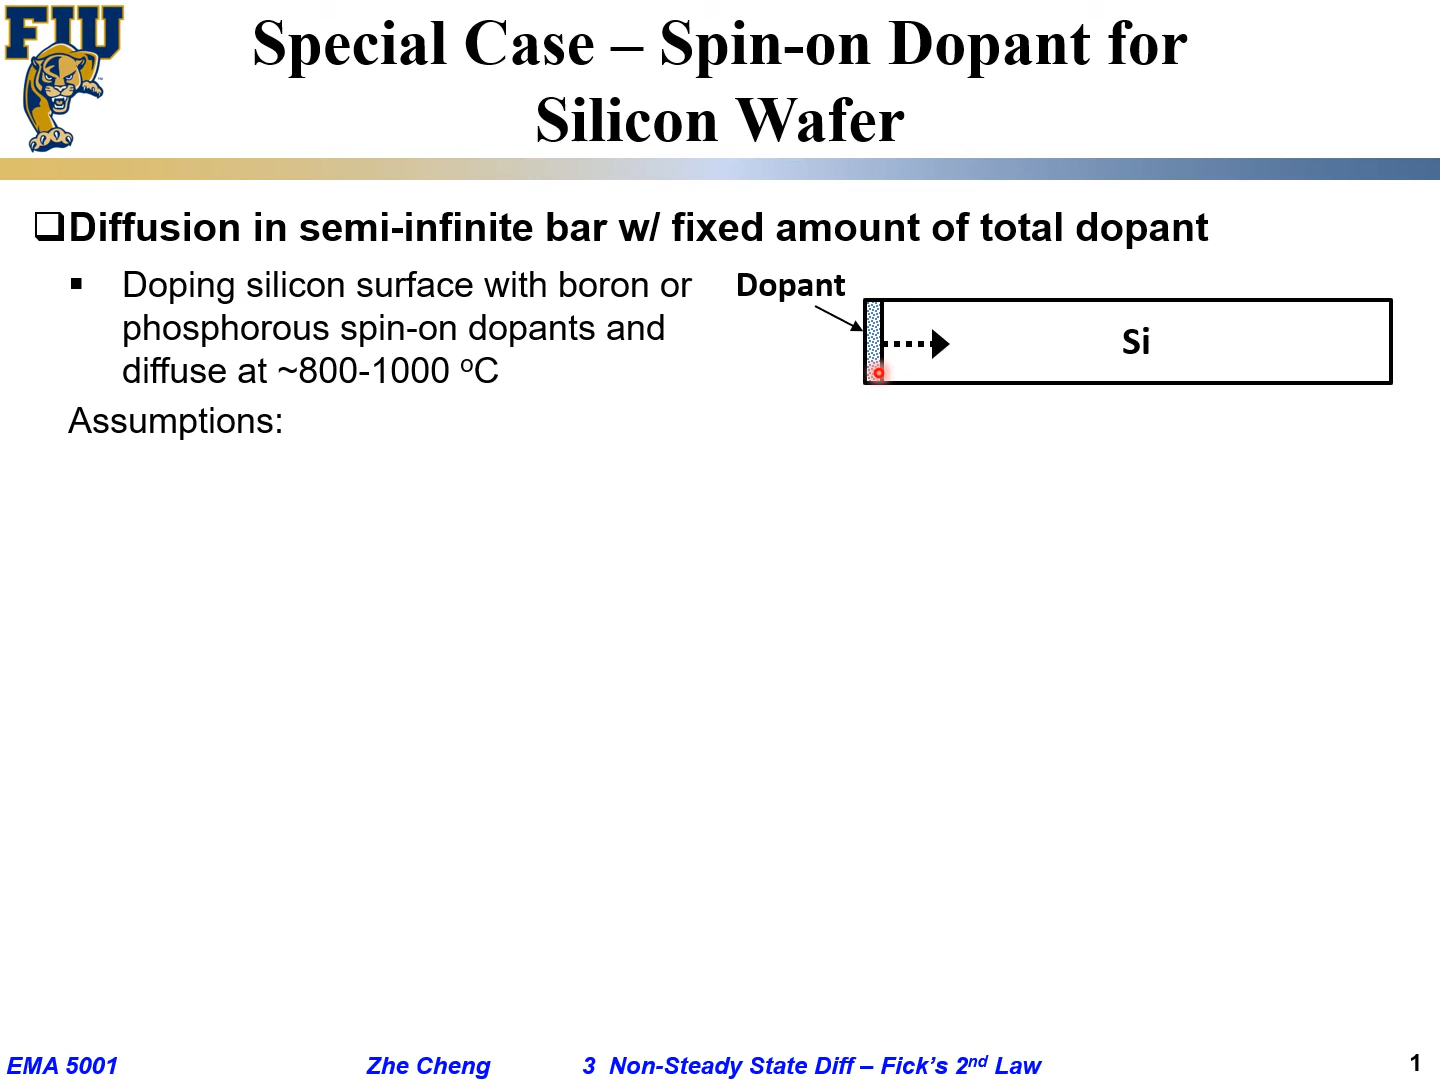 FIU
Special Case – Spin-on Dopant for
Silicon Wafer
Diffusion in semi-infinite bar w/ fixed amount of total dopant
Doping silicon surface with boron or
phosphorous spin-on dopants and
diffuse at ~800-1000 ºC
Assumptions:
Dopant
Si
EMA 5001 Zhe Cheng 3 Non-Steady State Diff – Fick’s 2nd Law 1